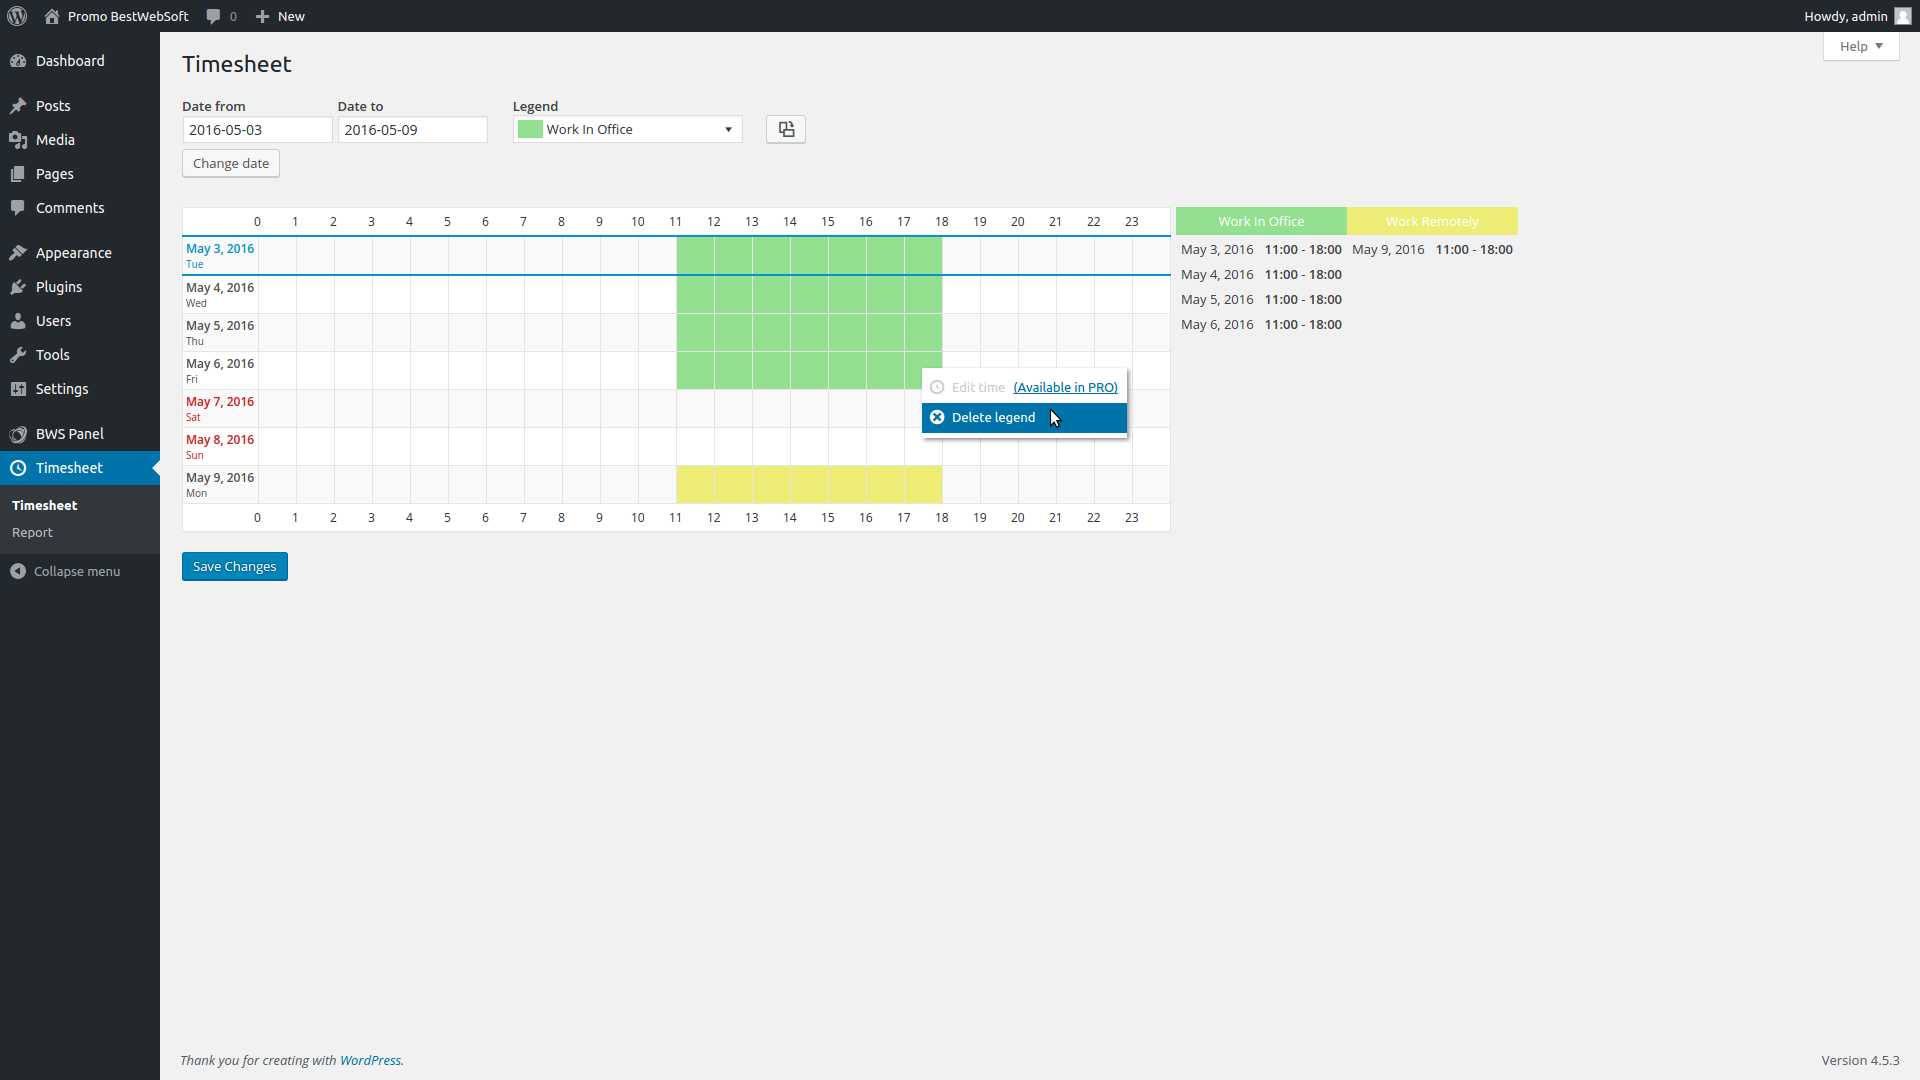 Promo BestWebSoft 0 New Howdy, admin
Help
Dashboard
Posts
Media
Pages
Comments
Appearance
Plugins
Users
Tools
Settings
BWS Panel
Timesheet
Timesheet
Report
Collapse menu
Timesheet
Date from Date to Legend
2016-05-03 2016-05-09 Work In Office
Change date
0 1 2 3 4 5 6 7 8 9 10 11 12 13 14 15 16 17 18 19 20 21 22 23
May 3, 2016
Tue
May 4, 2016
Wed
May 5, 2016
Thu
May 6, 2016
Fri
May 7, 2016
Sat
May 8, 2016
Sun
May 9, 2016
Mon
0 1 2 3 4 5 6 7 8 9 10 11 12 13 14 15 16 17 18 19 20 21 22 23
Edit time (Available in PRO)
Delete legend
Work In Office Work Remotely
May 3, 2016 11:00 - 18:00 May 9, 2016 11:00 - 18:00
May 4, 2016 11:00 - 18:00
May 5, 2016 11:00 - 18:00
May 6, 2016 11:00 - 18:00
Save Changes
Thank you for creating with WordPress. Version 4.5.3